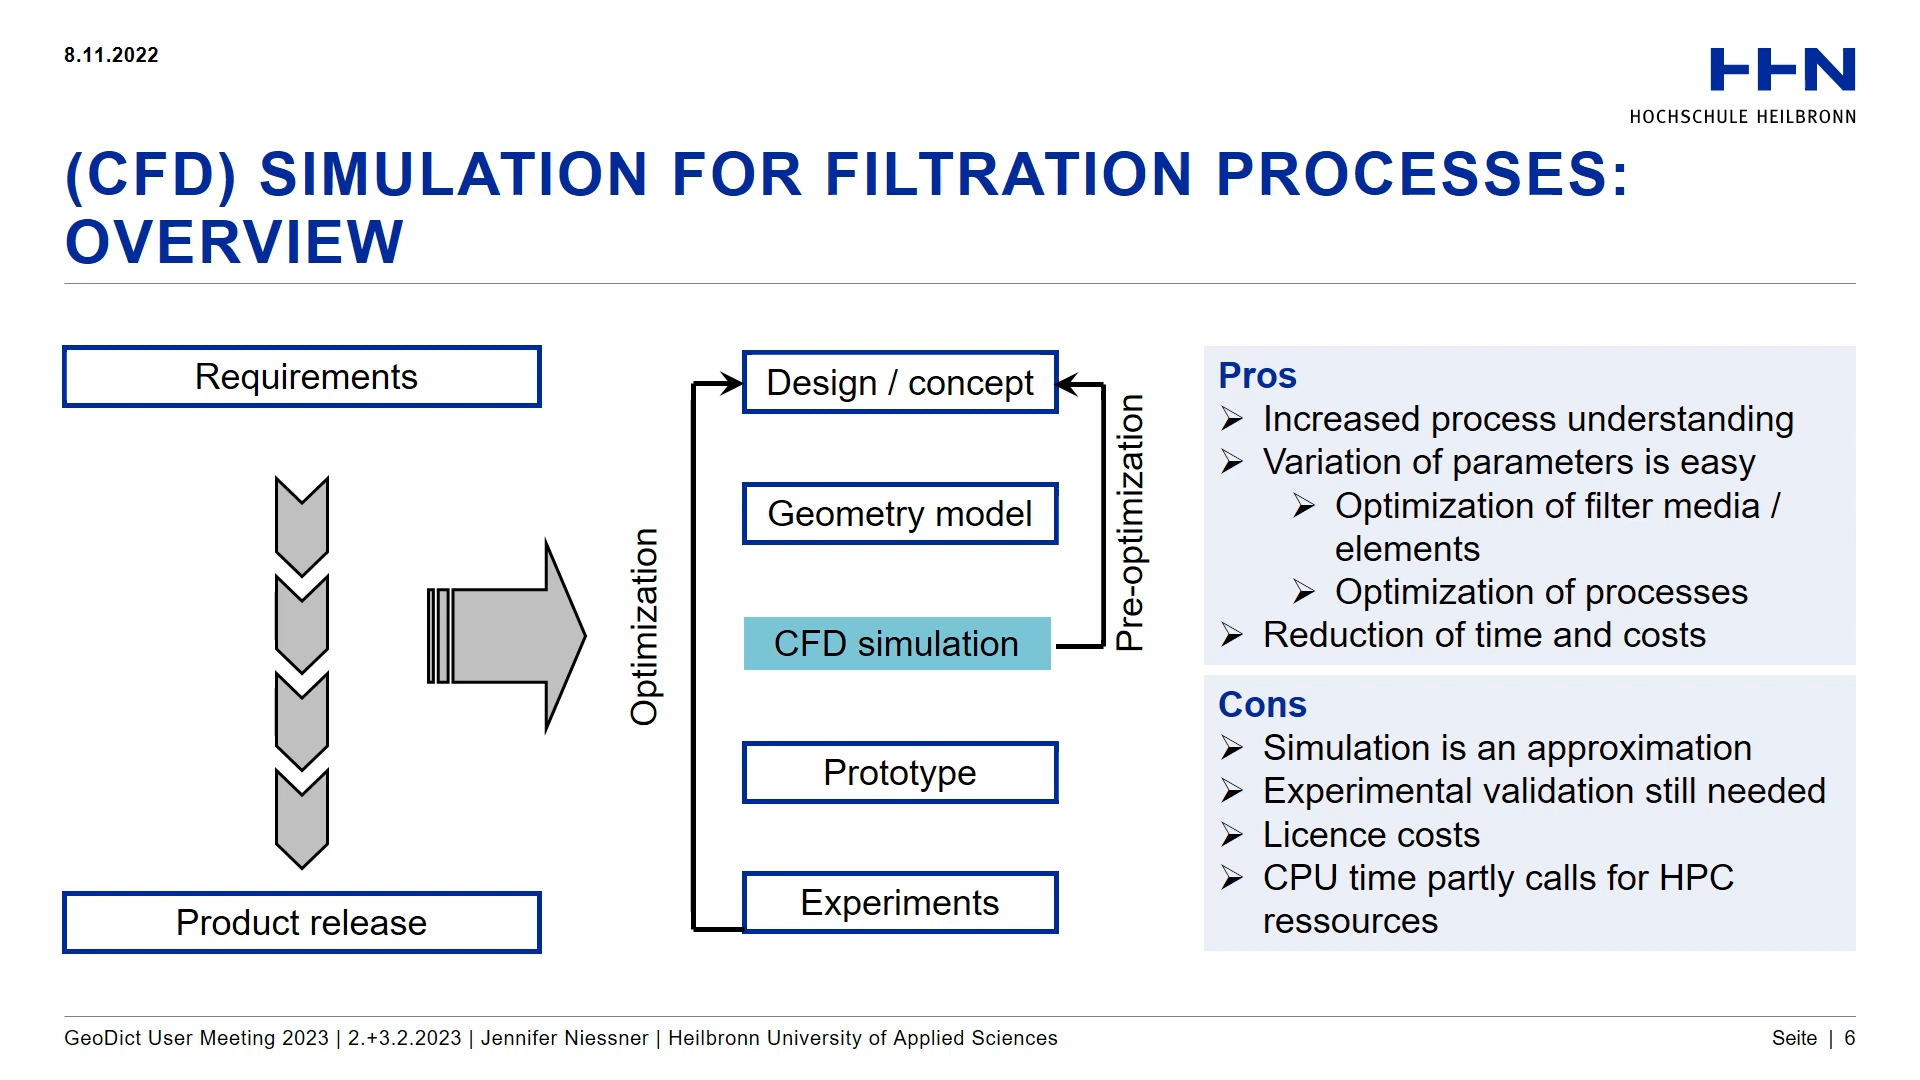 8.11.2022
HHN
HOCHSCHULE HEILBRONN
(CFD) SIMULATION FOR FILTRATION PROCESSES:
OVERVIEW
Requirements
Product release
Optimization
Design / concept
Geometry model
CFD simulation
Prototype
Experiments
Pre-optimization
Pros
Increased process understanding
Variation of parameters is easy
Optimization of filter media /
elements
Optimization of processes
Reduction of time and costs
Cons
Simulation is an approximation
Experimental validation still needed
Licence costs
CPU time partly calls for HPC
ressources
GeoDict User Meeting 2023 | 2.+3.2.2023 | Jennifer Niessner | Heilbronn University of Applied Sciences
Seite | 6